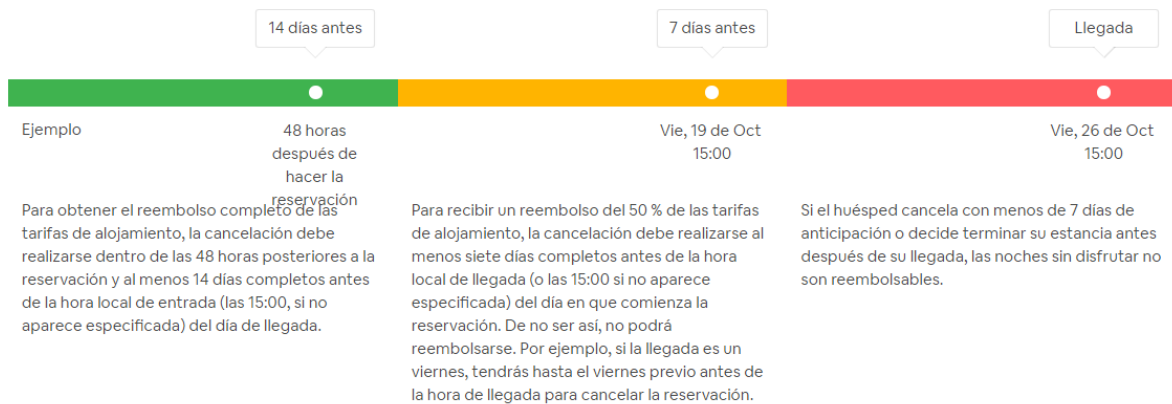 14 días antes
7 días antes
Llegada
Ejemplo
48 horas
después de
hacer la
reservación
Vie, 19 de Oct
15:00
Vie, 26 de Oct
15:00
Para obtener el reembolso completo de las
tarifas de alojamiento, la cancelación debe
realizarse dentro de las 48 horas posteriores a la
reservación y al menos 14 días completos antes
de la hora local de entrada (las 15:00, si no
aparece especificada) del día de llegada.
Para recibir un reembolso del 50 % de las tarifas
de alojamiento, la cancelación debe realizarse al
menos siete días completos antes de la hora
local de llegada (o las 15:00 si no aparece
especificada) del día en que comienza la
reservación. De no ser así, no podrá
reembolsarse. Por ejemplo, si la llegada es un
viernes, tendrás hasta el viernes previo antes de
la hora de llegada para cancelar la reservación.
Si el huésped cancela con menos de 7 días de
anticipación o decide terminar su estancia antes
después de su llegada, las noches sin disfrutar no
son reembolsables.